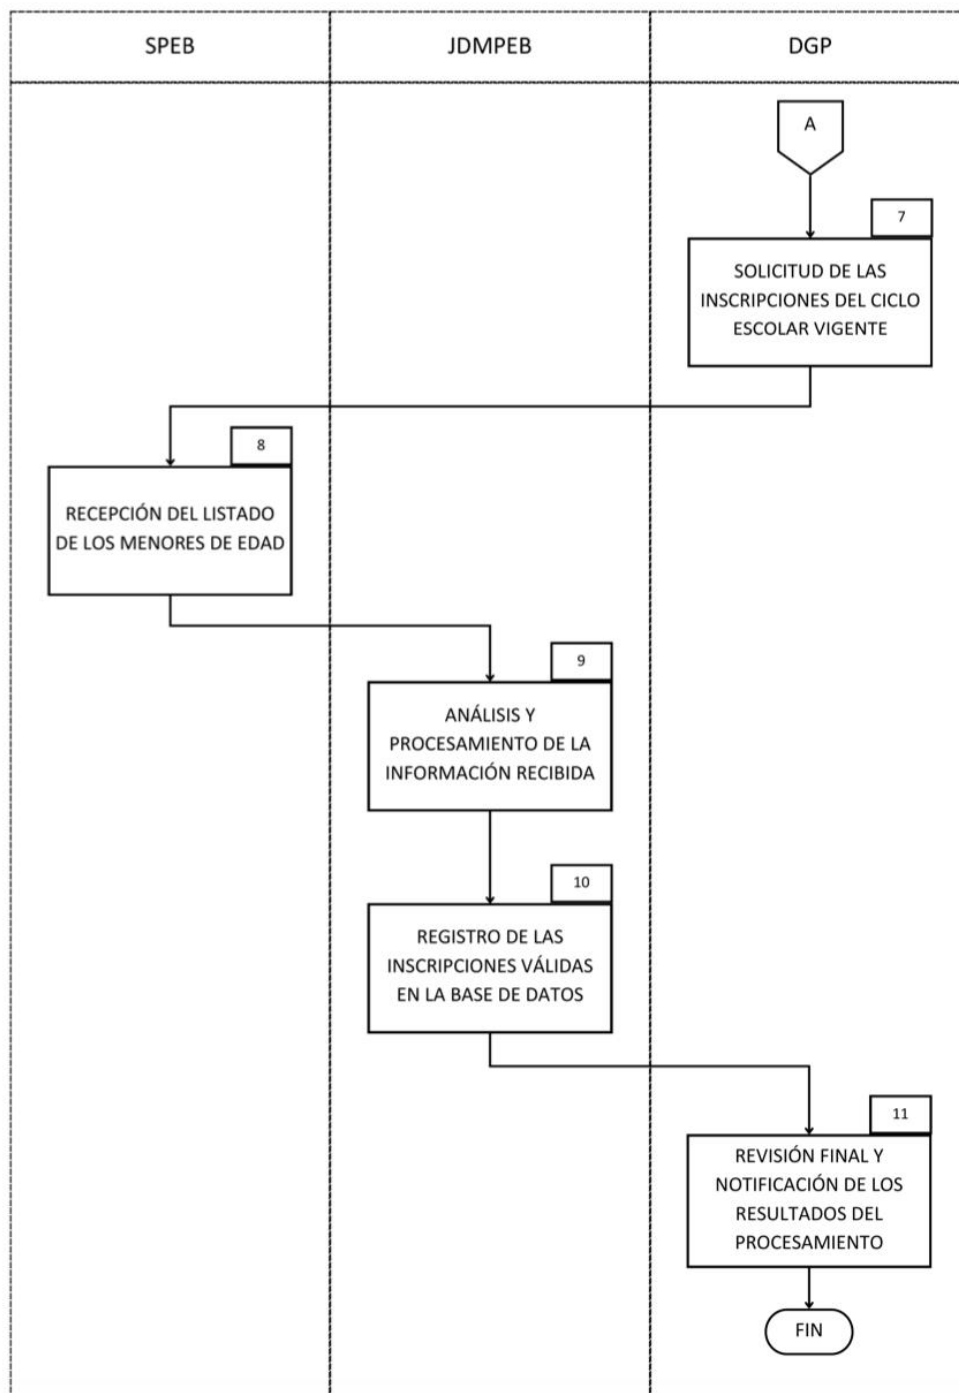 SPEB
JDMPEB
DGP
A
7
SOLICITUD DE LAS
INSCRIPCIONES DEL CICLO
ESCOLAR VIGENTE
8
RECEPCIÓN DEL LISTADO
DE LOS MENORES DE EDAD
9
ANÁLISIS Y
PROCESAMIENTO DE LA
INFORMACIÓN RECIBIDA
10
REGISTRO DE LAS
INSCRIPCIONES VÁLIDAS
EN LA BASE DE DATOS
11
REVISIÓN FINAL Y
NOTIFICACIÓN DE LOS
RESULTADOS DEL
PROCESAMIENTO
FIN